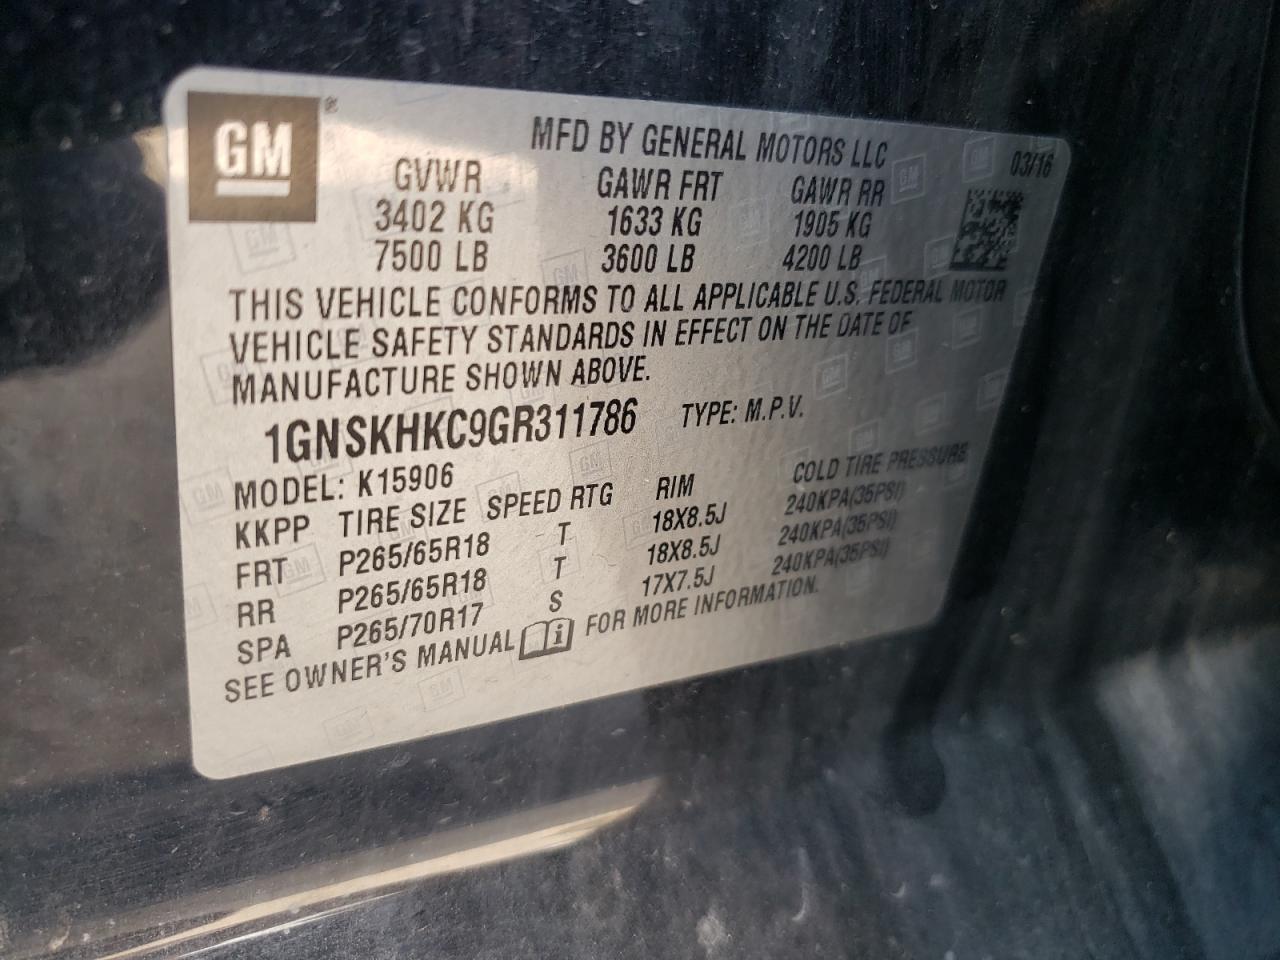 GM ®
MFD BY GENERAL MOTORS LLC
03/16
GVWR GAWR FRT GAWR RR
3402 KG 1633 KG 1905 KG
7500 LB 3600 LB 4200 LB
THIS VEHICLE CONFORMS TO ALL APPLICABLE U.S. FEDERAL MOTOR
VEHICLE SAFETY STANDARDS IN EFFECT ON THE DATE OF
MANUFACTURE SHOWN ABOVE.
1GNSKHKC9GR311786 TYPE: M.P.V.
MODEL: K15906
KKPP TIRE SIZE SPEED RTG RIM COLD TIRE PRESSURE
FRT P265/65R18 T 18X8.5J 240KPA(35PSI)
RR P265/65R18 T 18X8.5J 240KPA(35PSI)
SPA P265/70R17 S 17X7.5J 240KPA(35PSI)
SEE OWNER'S MANUAL i FOR MORE INFORMATION.